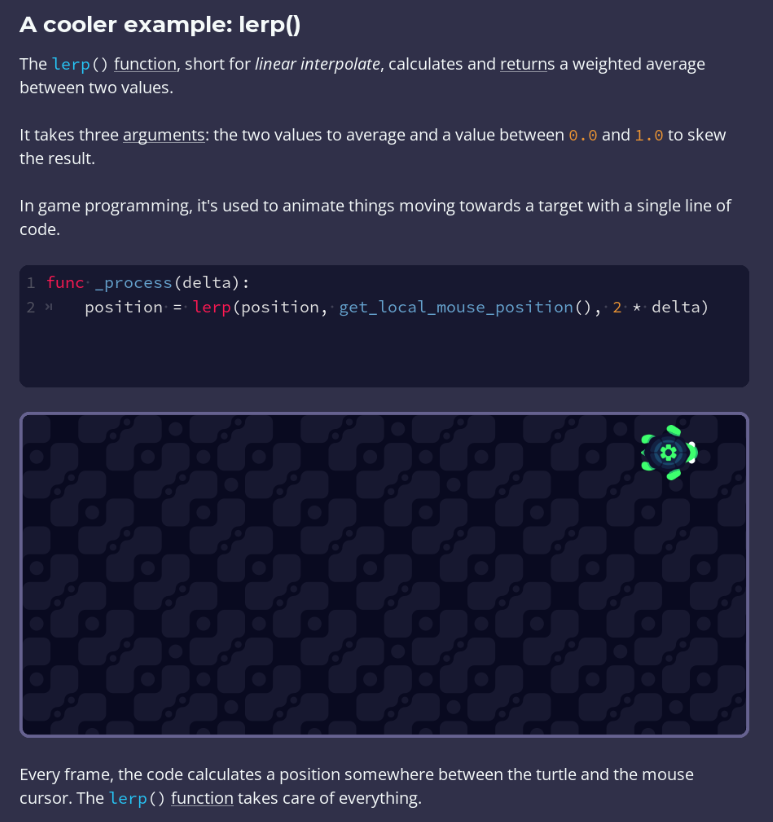 A cooler example: lerp()
The lerp() function, short for linear interpolate, calculates and returns a weighted average
between two values.
It takes three arguments: the two values to average and a value between 0.0 and 1.0 to skew
the result.
In game programming, it's used to animate things moving towards a target with a single line of
code.
1 func _process(delta):
2 position = lerp(position, get_local_mouse_position(), 2 * delta)
Every frame, the code calculates a position somewhere between the turtle and the mouse
cursor. The lerp() function takes care of everything.